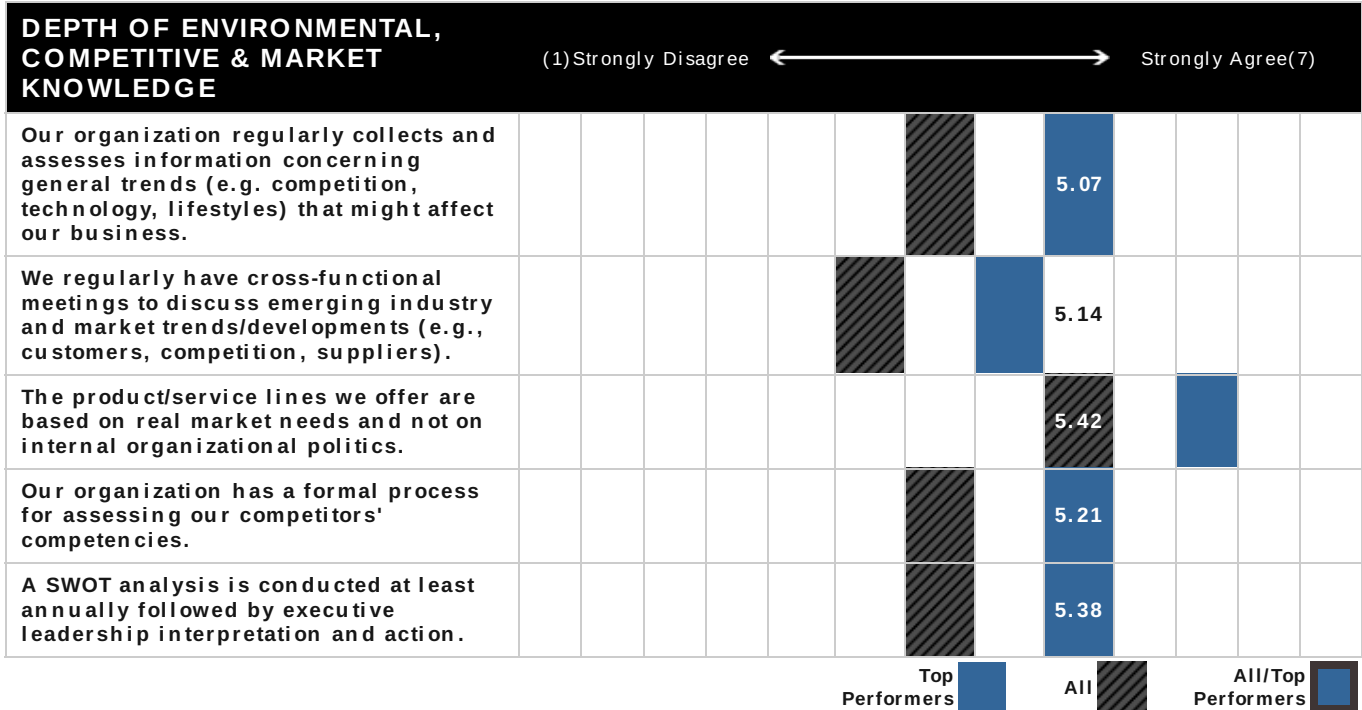 DEPTH OF ENVIRONMENTAL,
COMPETITIVE & MARKET
KNOWLEDGE
(1)Strongly Disagree
Strongly Agree(7)
Our organization regularly collects and
assesses information concerning
general trends (e.g. competition,
technology, lifestyles) that might affect
our business.
5.07
We regularly have cross-functional
meetings to discuss emerging industry
and market trends/developments (e.g.,
customers, competition, suppliers).
5.14
The product/service lines we offer are
based on real market needs and not on
internal organizational politics.
5.42
Our organization has a formal process
for assessing our competitors'
competencies.
5.21
A SWOT analysis is conducted at least
annually followed by executive
leadership interpretation and action.
5.38
Top
Performers
All
All/Top
Performers